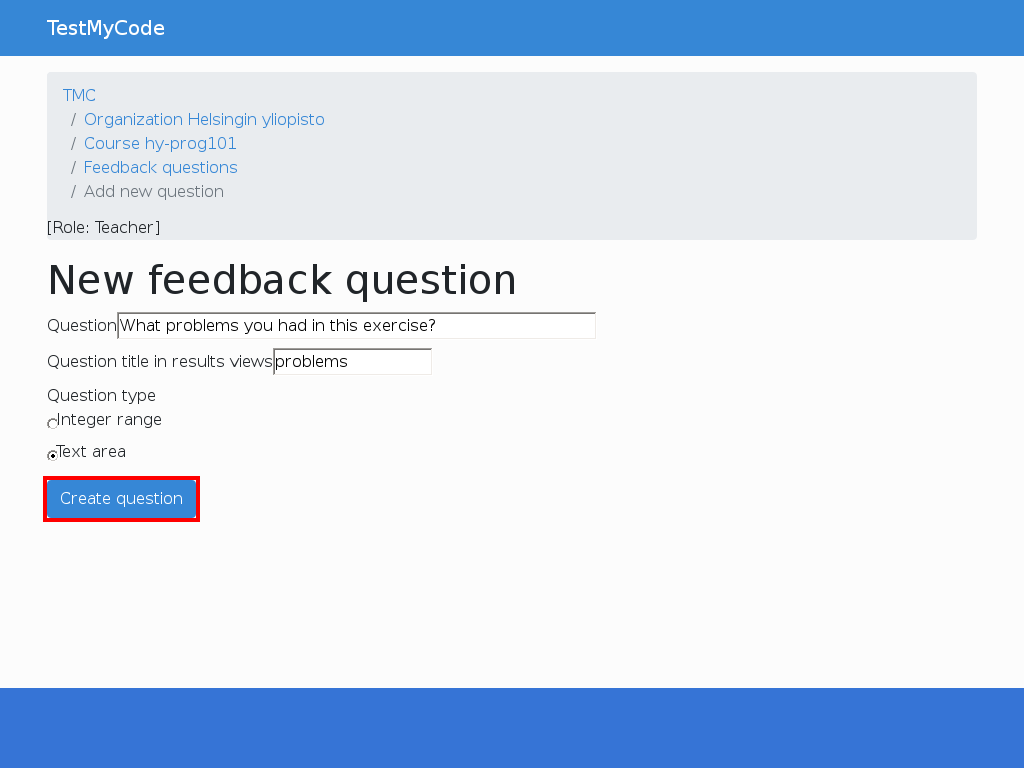 TestMyCode
TMC
/ Organization Helsingin yliopisto
/ Course hy-prog101
/ Feedback questions
/ Add new question
[Role: Teacher]
New feedback question
Question What problems you had in this exercise?
Question title in results views problems
Question type
Integer range
Text area
Create question